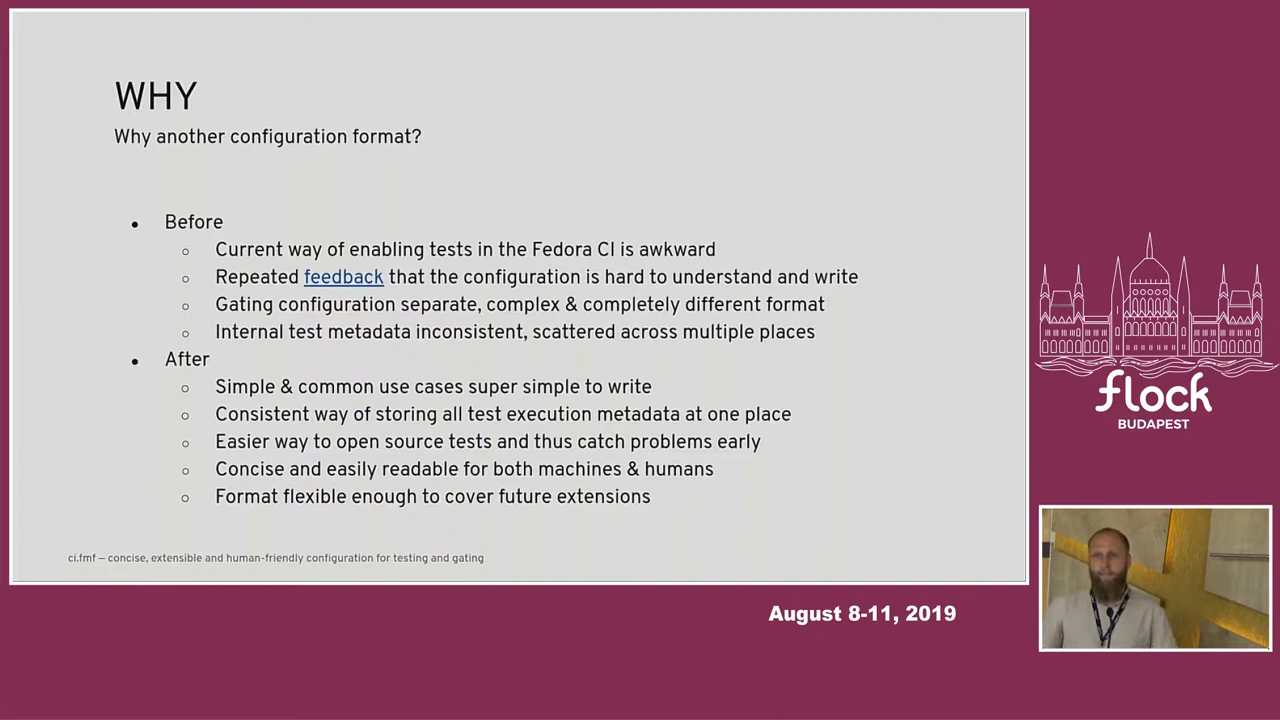 WHY
Why another configuration format?
● Before
○ Current way of enabling tests in the Fedora CI is awkward
○ Repeated feedback that the configuration is hard to understand and write
○ Gating configuration separate, complex & completely different format
○ Internal test metadata inconsistent, scattered across multiple places
● After
○ Simple & common use cases super simple to write
○ Consistent way of storing all test execution metadata at one place
○ Easier way to open source tests and thus catch problems early
○ Concise and easily readable for both machines & humans
○ Format flexible enough to cover future extensions
ci.fmf – concise, extensible and human-friendly configuration for testing and gating
flock
BUDAPEST
August 8-11, 2019